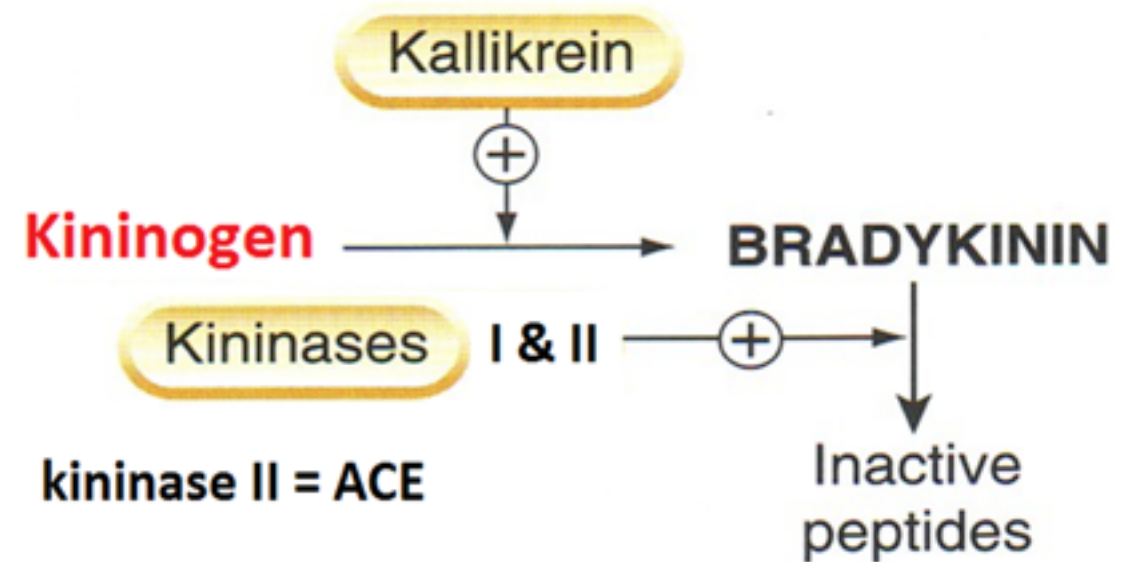 Kallikrein
+
Kininogen
BRADYKININ
Kininases I & II
+
kininase II = ACE
Inactive
peptides